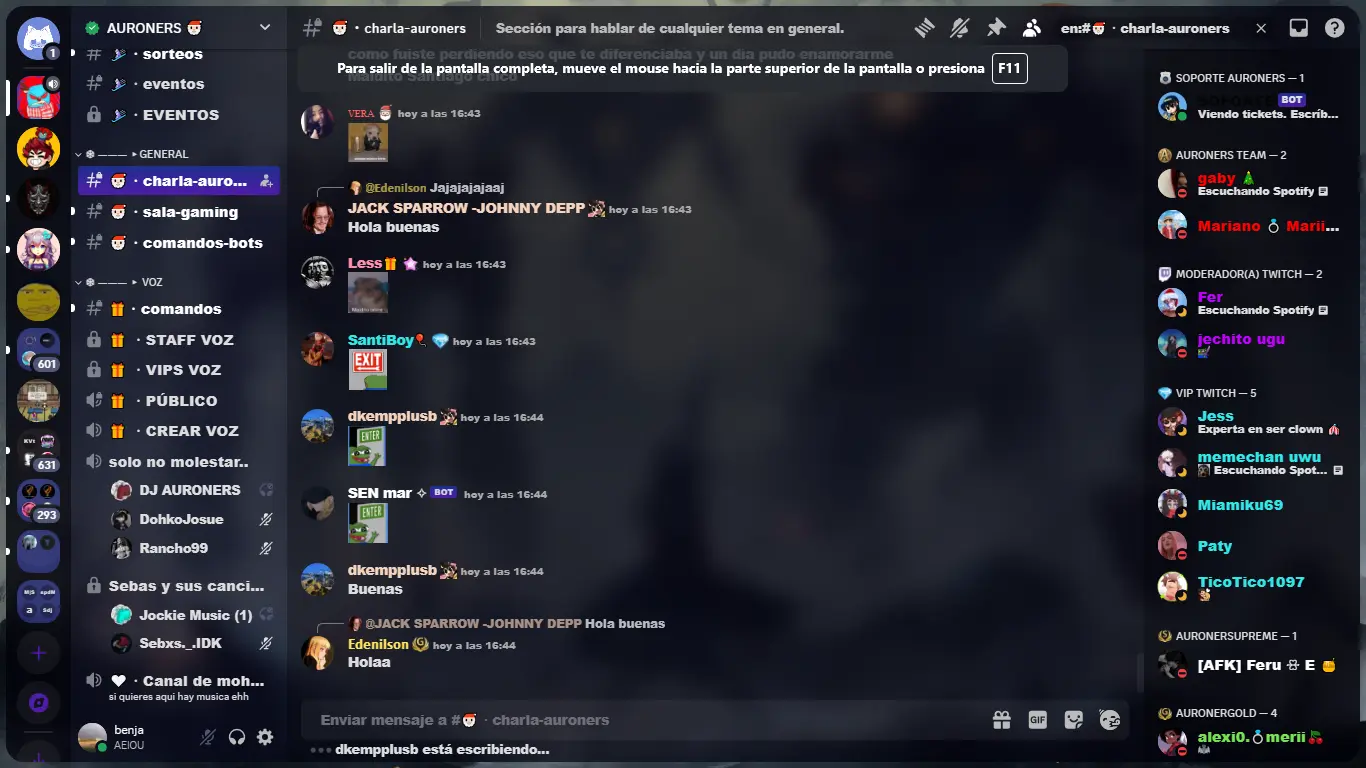 AURONERS
sorteos
eventos
EVENTOS
GENERAL
charla-auro...
sala-gaming
comandos-bots
VOZ
comandos
STAFF VOZ
VIPS VOZ
PÚBLICO
CREAR VOZ
solo no molestar..
DJ AURONERS
DohkoJosue
Rancho99
Sebas y sus canci...
Jockie Music (1)
Sebxs._.IDK
Canal de moh...
si quieres aqui hay musica ehh
benja
AEIOU
1
601
631
293
charla-auroners
Sección para hablar de cualquier tema en general.
en:# · charla-auroners
como fuiste perdiendo eso que te diferenciaba y un dia pudo enamorarme
maldito Santiago chico
Para salir de la pantalla completa, mueve el mouse hacia la parte superior de la pantalla o presiona F11
VERA hoy a las 16:43
@Edenilson Jajajajajaaj
JACK SPARROW -JOHNNY DEPP hoy a las 16:43
Hola buenas
Less hoy a las 16:43
SantiBoy hoy a las 16:43
EXIT
dkempplusb hoy a las 16:44
ENTER
SEN mar BOT hoy a las 16:44
ENTER
dkempplusb hoy a las 16:44
Buenas
@JACK SPARROW -JOHNNY DEPP Hola buenas
Edenilson hoy a las 16:44
Holaa
Enviar mensaje a # · charla-auroners
GIF
dkempplusb está escribiendo...
SOPORTE AURONERS — 1
BOT
Viendo tickets. Escríb...
AURONERS TEAM — 2
gaby
Escuchando Spotify
Mariano Marii...
MODERADOR(A) TWITCH — 2
Fer
Escuchando Spotify
jechito ugu
VIP TWITCH — 5
Jess
Experta en ser clown
memechan uwu
Escuchando Spot...
Miamiku69
Paty
TicoTico1097
AURONERSUPREME — 1
[AFK] Feru E
AURONERGOLD — 4
alexi0. merii